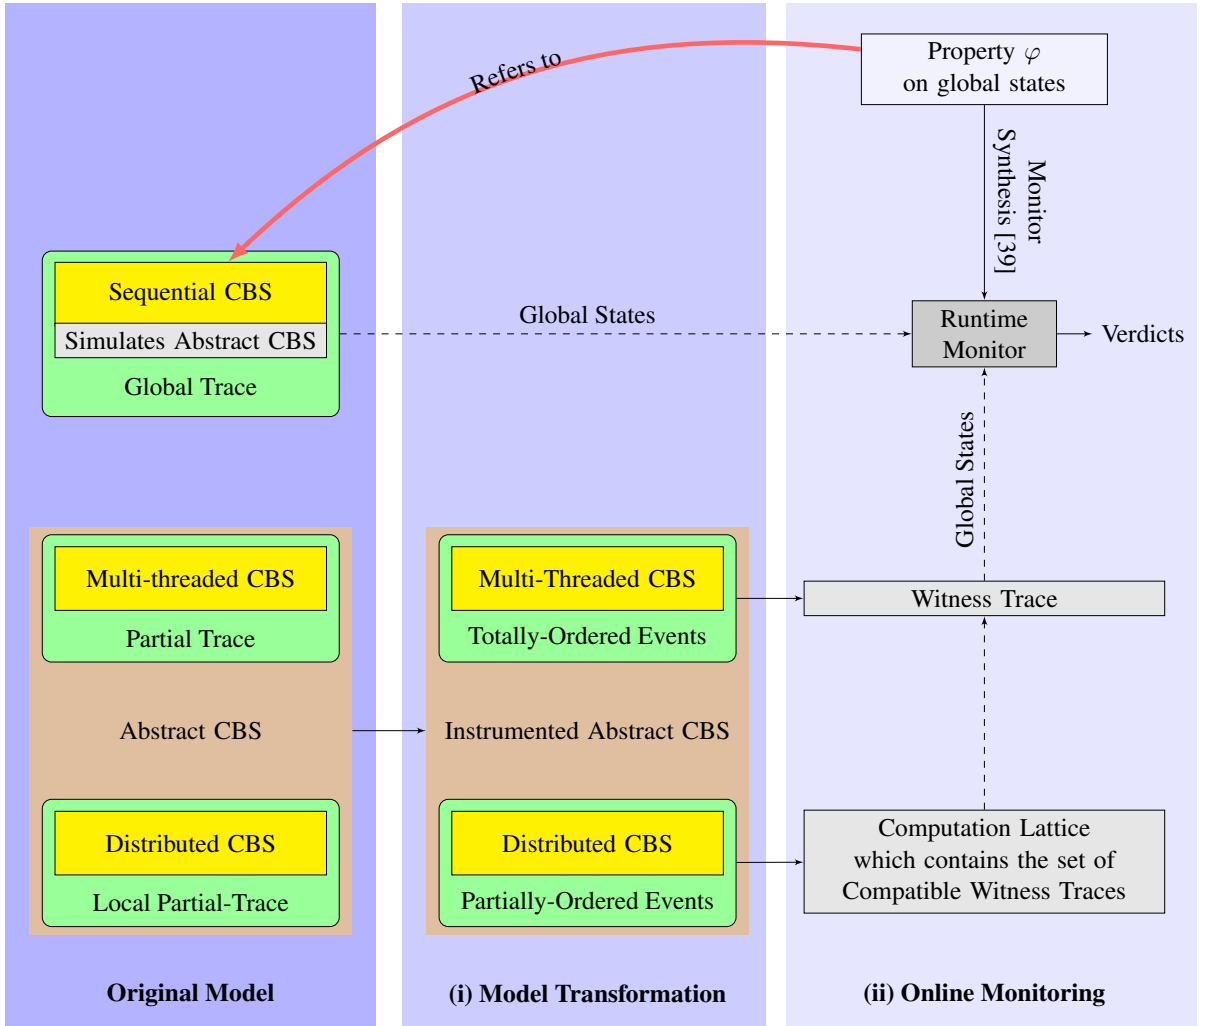 Property φ
on global states
Refers to
Monitor
Synthesis [39]
Sequential CBS
Simulates Abstract CBS
Global Trace
Global States
Runtime
Monitor
Verdicts
Global States
Multi-threaded CBS
Partial Trace
Multi-Threaded CBS
Totally-Ordered Events
Witness Trace
Abstract CBS
Instrumented Abstract CBS
Distributed CBS
Local Partial-Trace
Distributed CBS
Partially-Ordered Events
Computation Lattice
which contains the set of
Compatible Witness Traces
Original Model
(i) Model Transformation
(ii) Online Monitoring